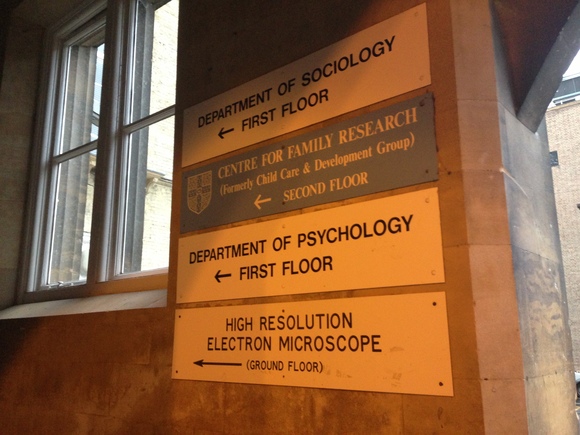 DEPARTMENT OF SOCIOLOGY
← FIRST FLOOR
CENTRE FOR FAMILY RESEARCH
(Formerly Child Care & Development Group)
← SECOND FLOOR
DEPARTMENT OF PSYCHOLOGY
← FIRST FLOOR
HIGH RESOLUTION
ELECTRON MICROSCOPE
← (GROUND FLOOR)